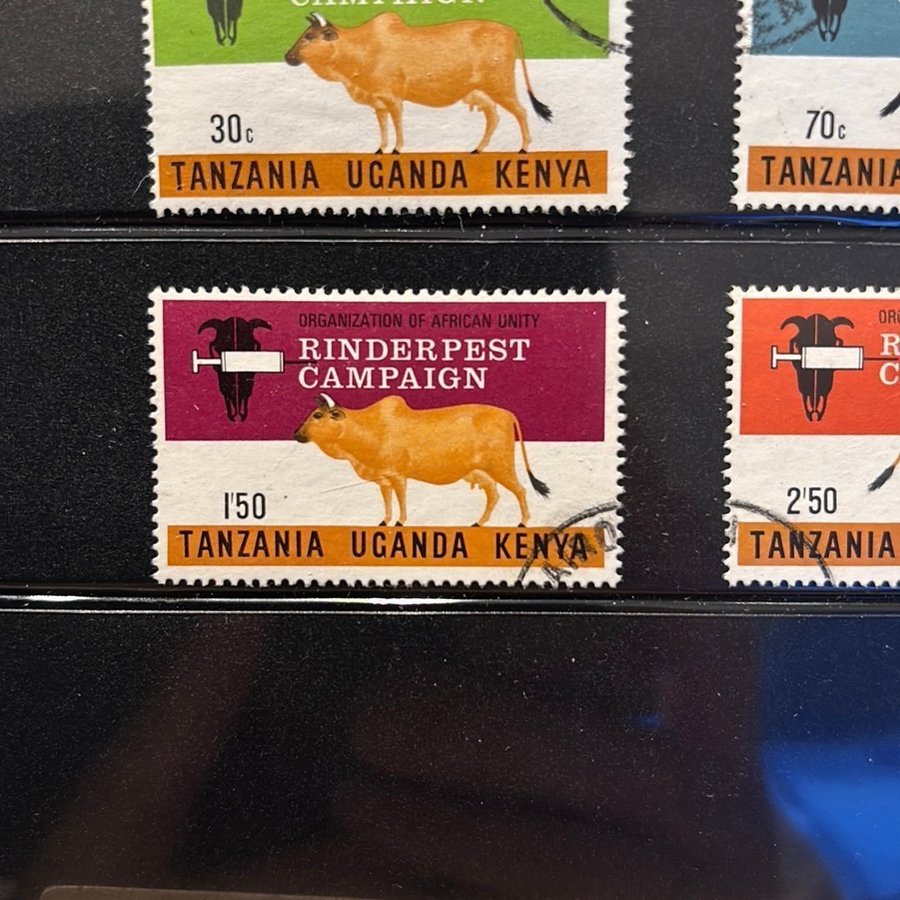 CAMPAIGN
30c
TANZANIA UGANDA KENYA
70c
TANZANIA
ORGANIZATION OF AFRICAN UNITY
RINDERPEST
CAMPAIGN
1'50
TANZANIA UGANDA KENYA
2'50
TANZANIA